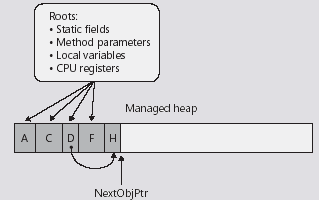 Roots:
• Static fields
• Method parameters
• Local variables
• CPU registers
Managed heap
A C D F H
NextObjPtr